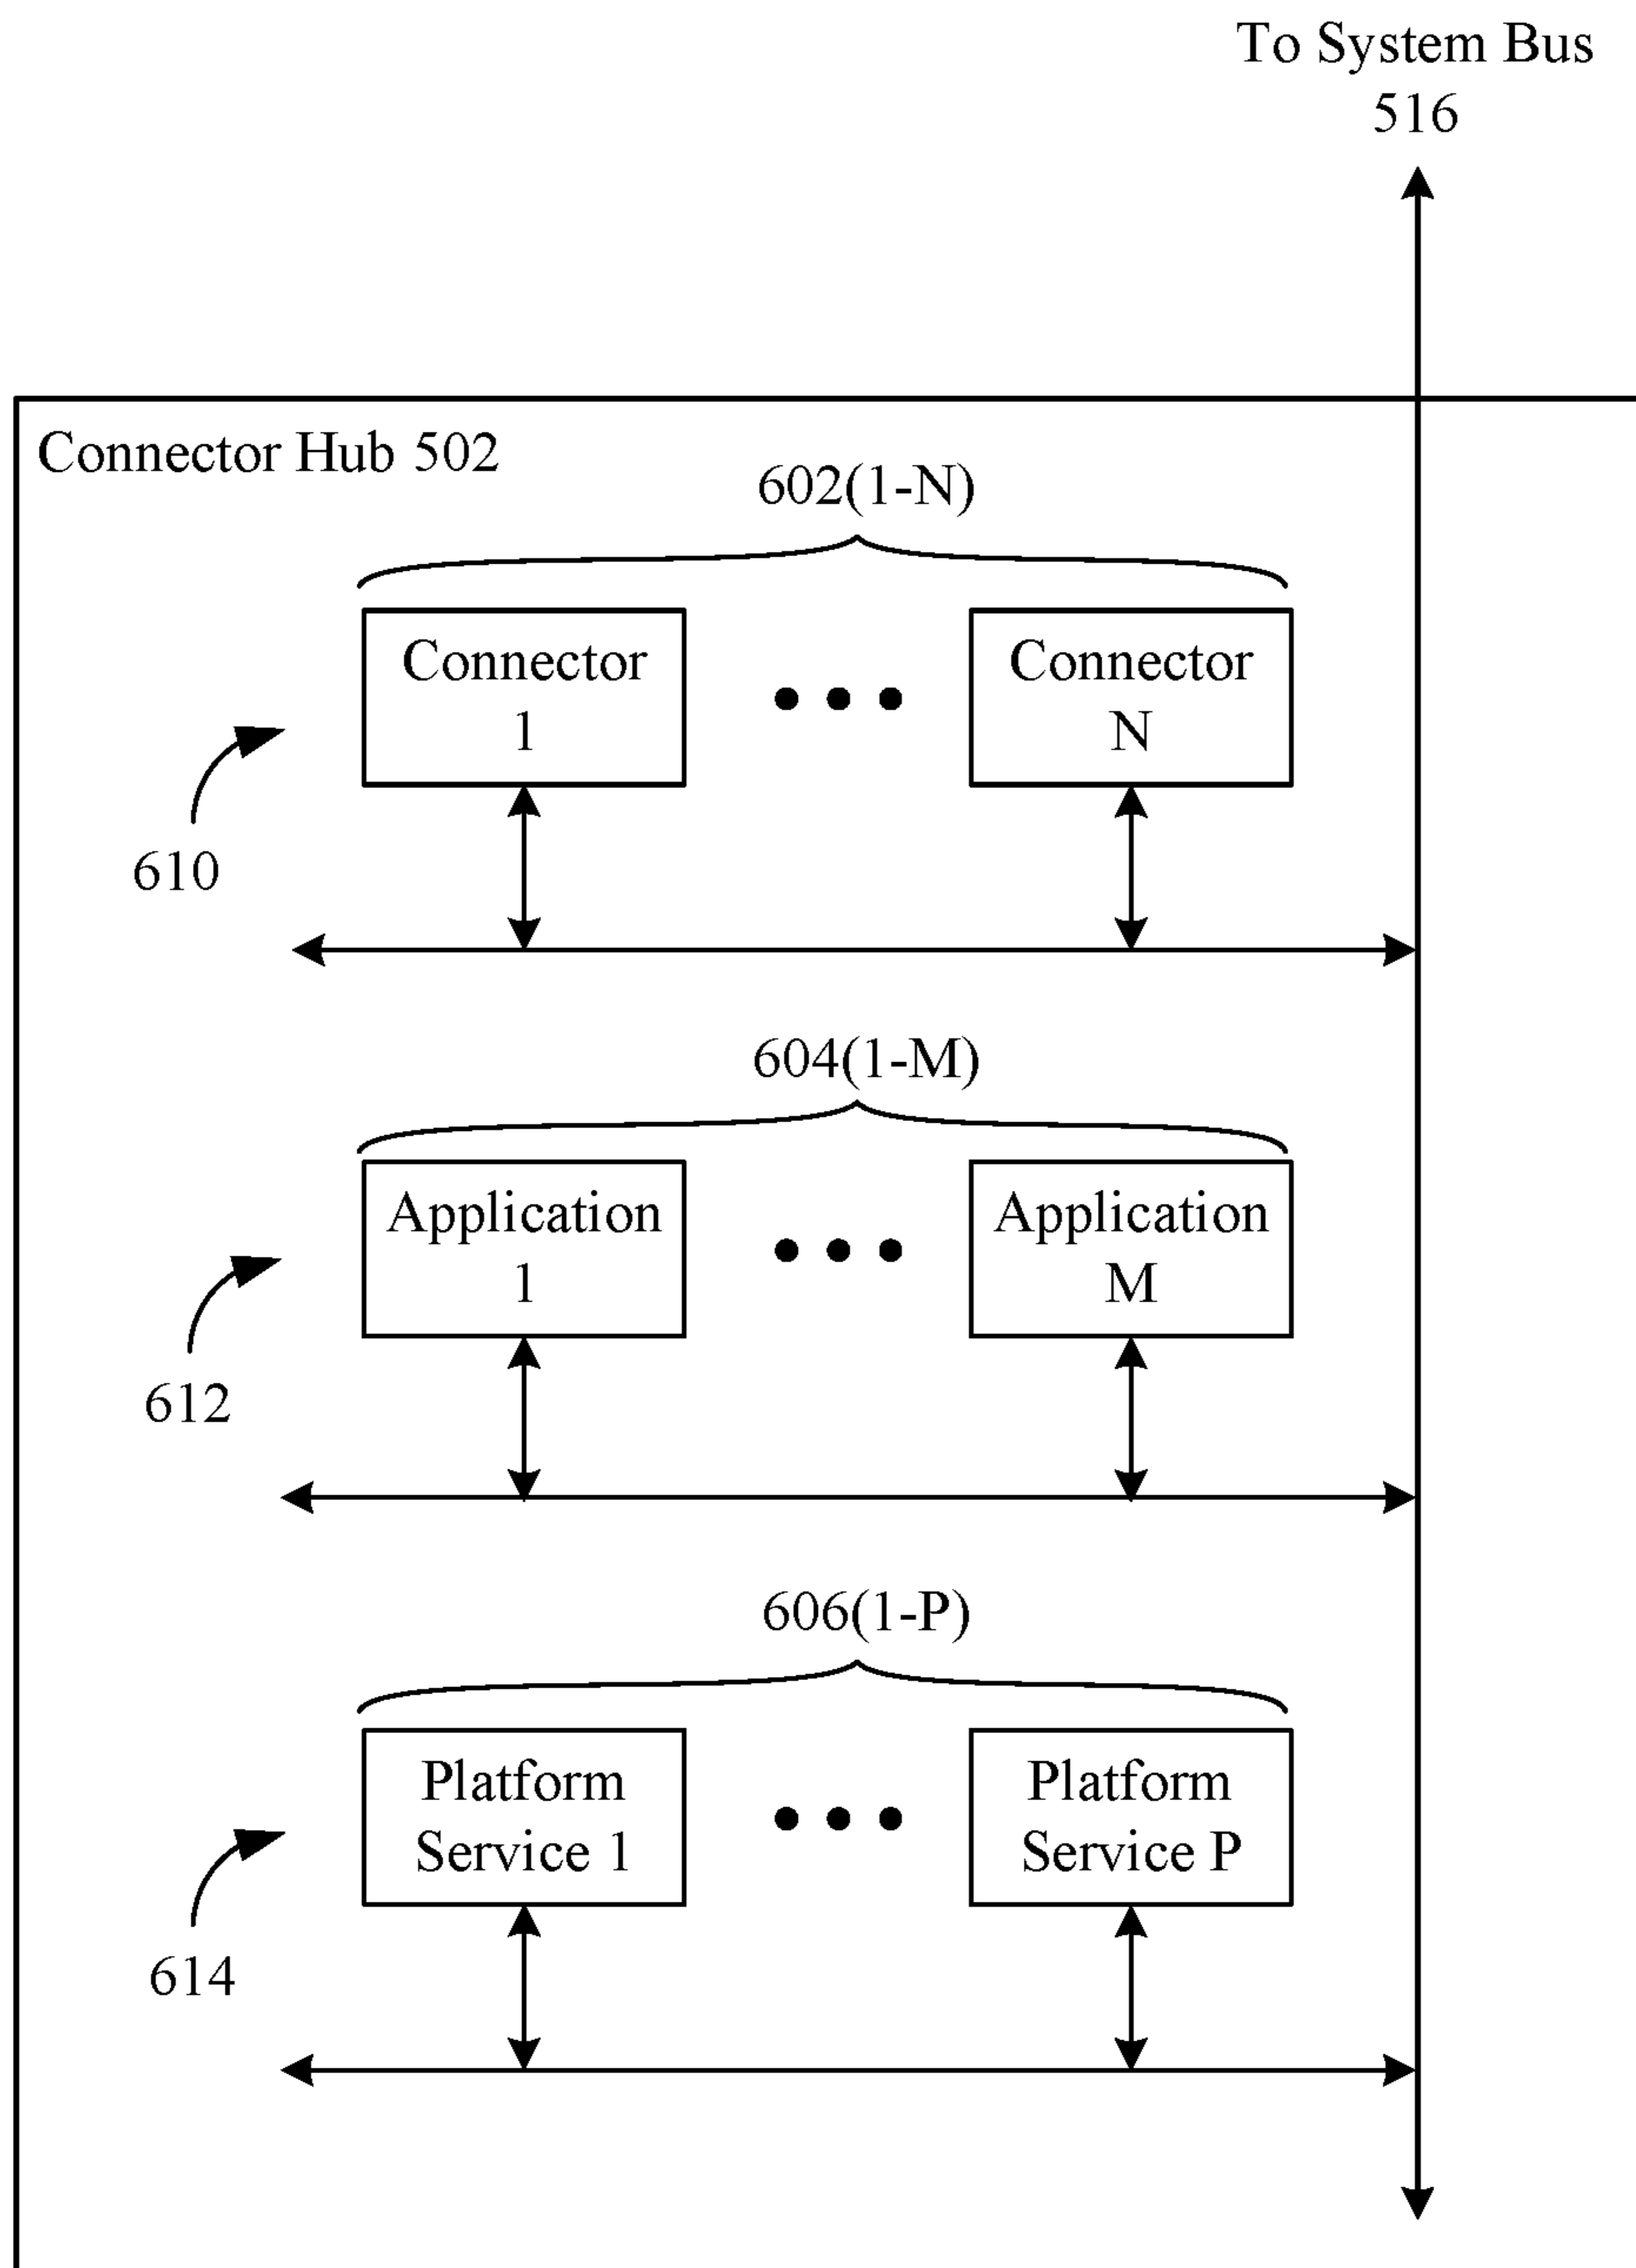 To System Bus
516
Connector Hub 502
602(1-N)
Connector
1
Connector
N
610
604(1-M)
Application
1
Application
M
612
606(1-P)
Platform
Service 1
Platform
Service P
614